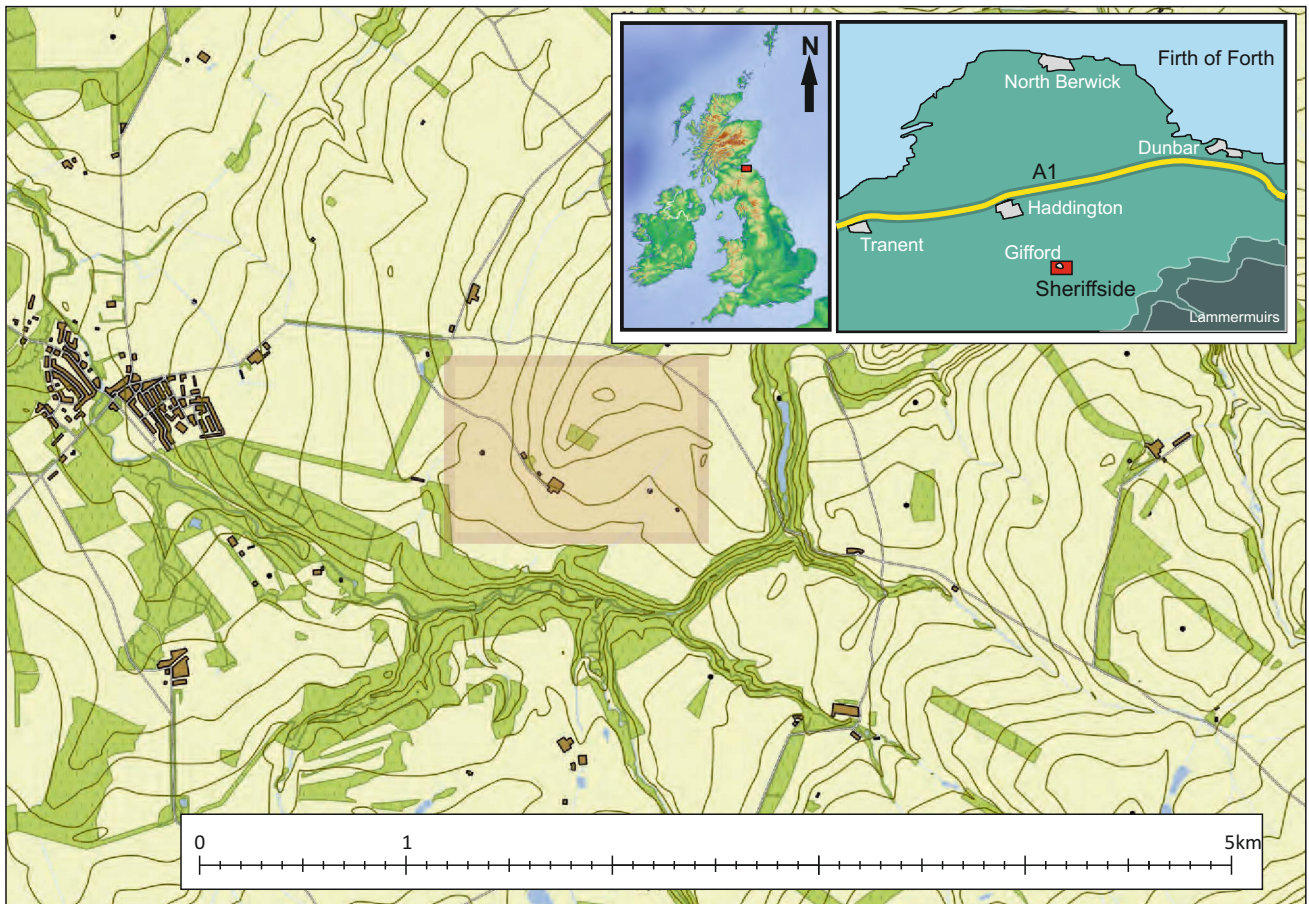 N
Firth of Forth
North Berwick
Dunbar
A1
Haddington
Tranent
Gifford
Sheriffside
Lammermuirs
0 1 5km